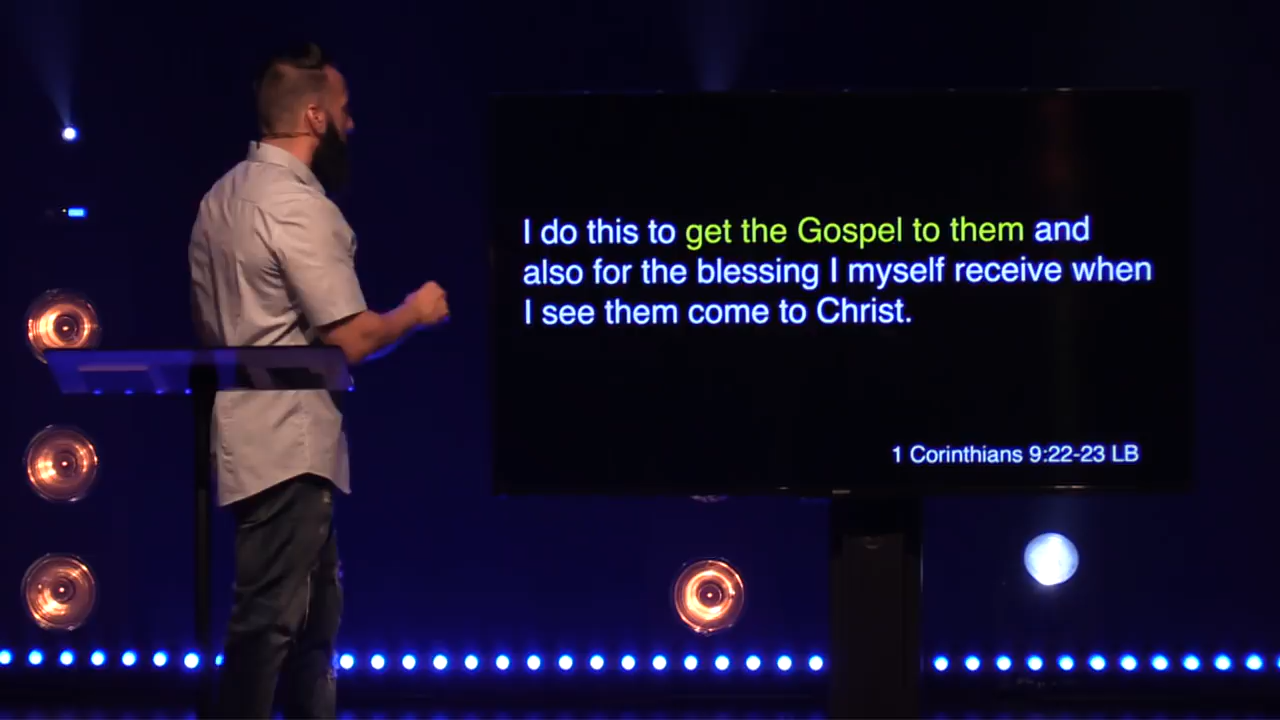 I do this to get the Gospel to them and
also for the blessing I myself receive when
I see them come to Christ.
1 Corinthians 9:22-23 LB